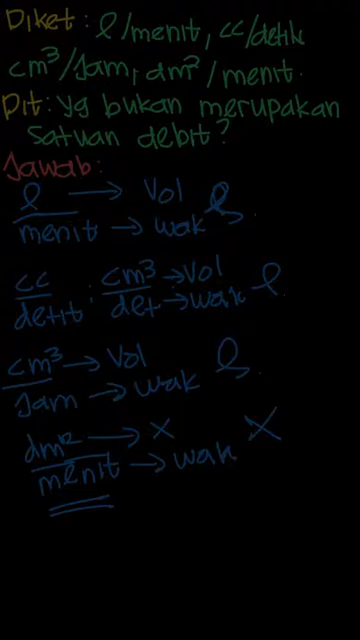 Diket: l/menit, cc/detik
cm³/Jam, dm²/menit.
Dit: yg bukan merupakan
satuan debit?
Jawab:
l → Vol
menit → wak
cc : cm³ → Vol
detit det → wak
cm³ → Vol
Jam → wak
dm² → X X
menit → wak